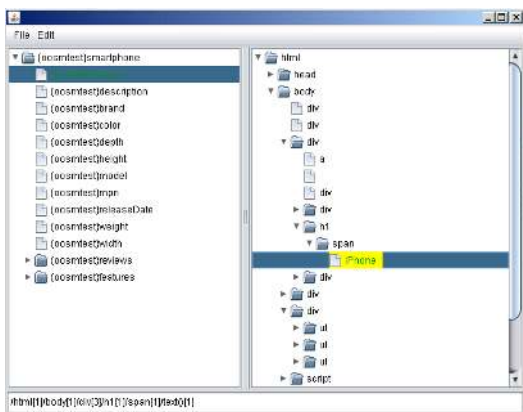 File Edit
(oosmtest)smartphone
(oosmtest)description
(oosmtest)brand
(oosmtest)color
(oosmtest)depth
(oosmtest)height
(oosmtest)model
(oosmtest)mpn
(oosmtest)releaseDate
(oosmtest)weight
(oosmtest)width
(oosmtest)reviews
(oosmtest)features
html
head
body
div
div
div
a
div
div
h1
span
iPhone
div
div
div
ul
ul
ul
script
/html[1]/body[1]/div[3]/h1[1]/span[1]/text()[1]